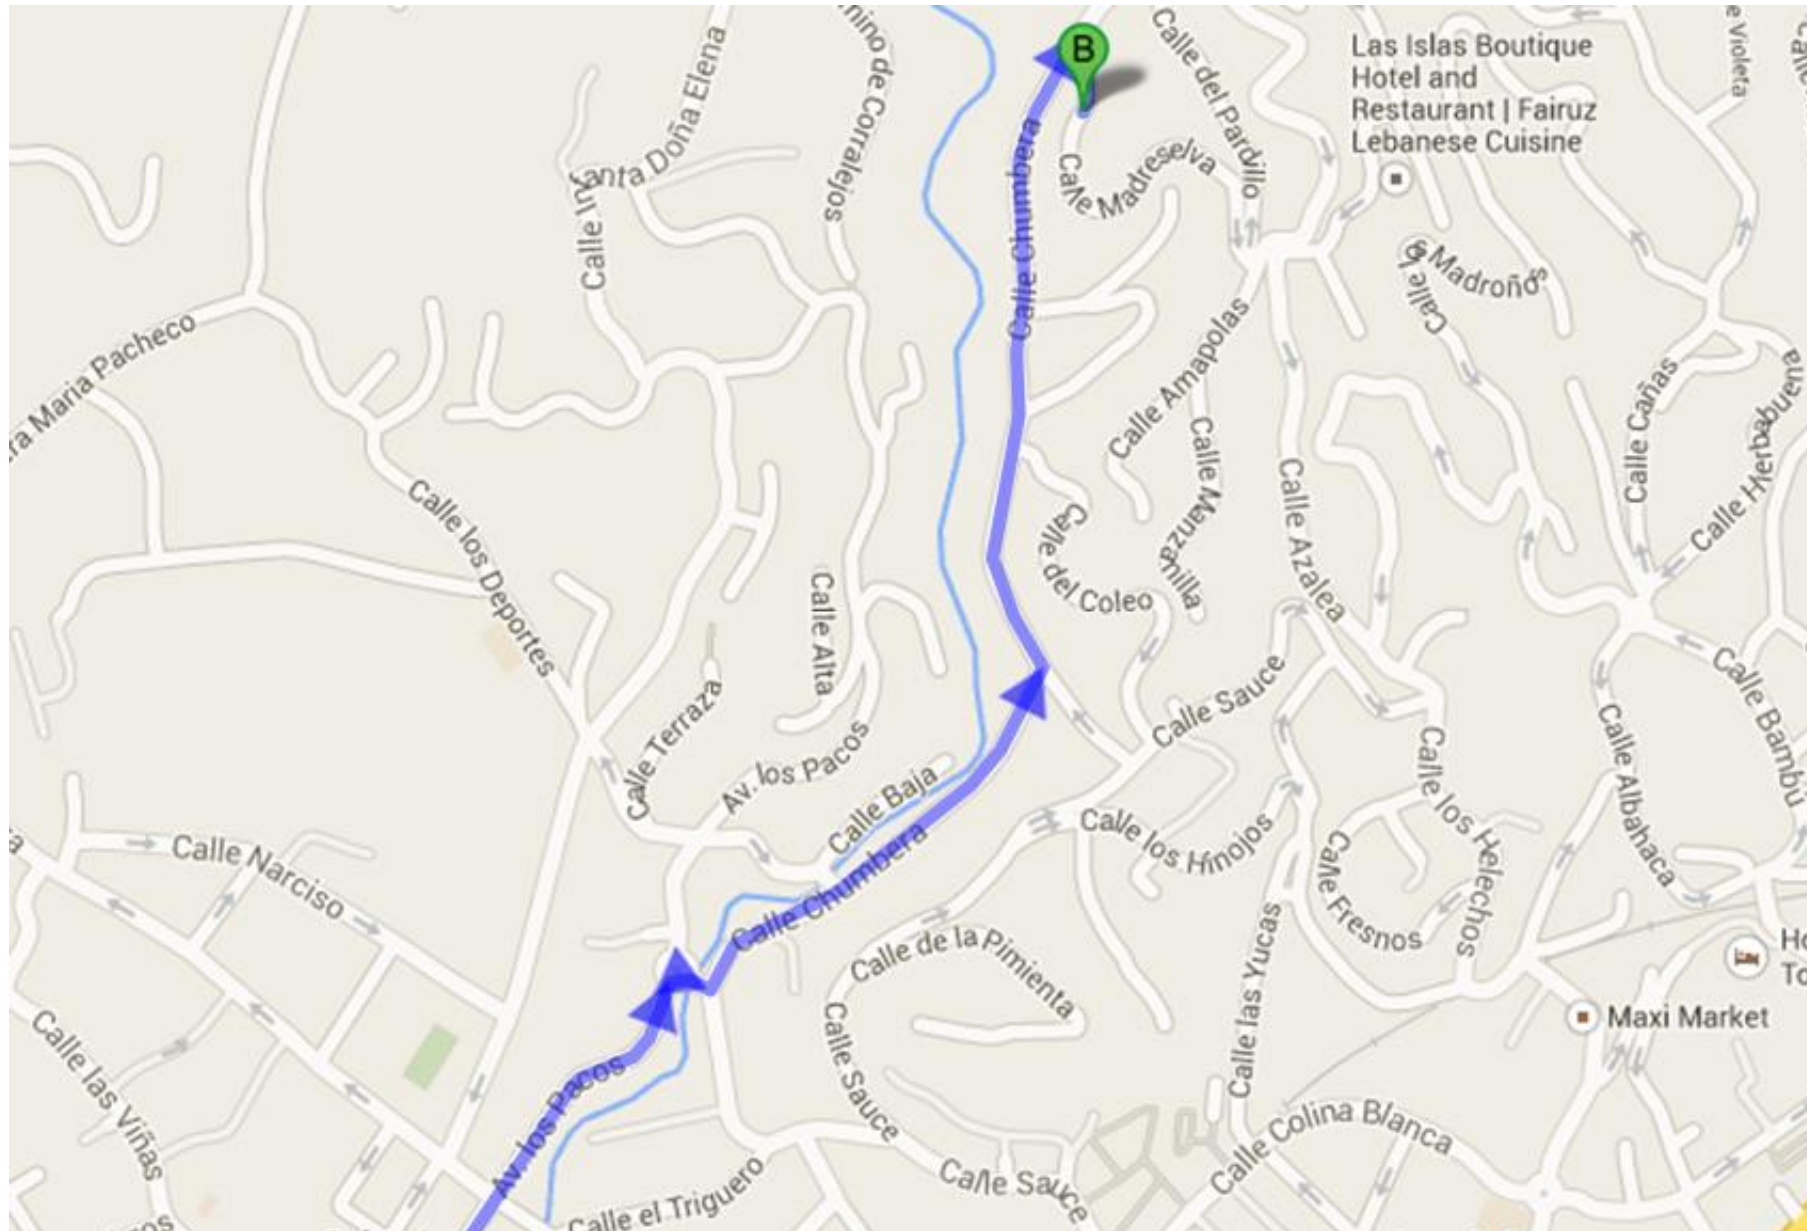 B
Calle del Pardillo
Las Islas Boutique
Hotel and
Restaurant | Fairuz
Lebanese Cuisine
Violeta
Santa Doña Elena
mino de Corralejos
Calle Chumbera
Calle Madreselva
ra Maria Pacheco
Madroños
Calle Amapolas
Calle Manzanilla
Calle Cañas
Calle Hierbabuena
Calle los Deportes
Calle del Coleo
Calle Azalea
Calle Alta
Calle Terraza
Av. los Pacos
Calle Sauce
Calle Bambú
Calle Albahaca
Calle Baja
Calle Chumbera
Calle los Hinojos
Calle los Helechos
Calle Fresnos
Calle Narciso
Calle de la Pimienta
Calle las Yucas
Calle las Viñas
Calle Sauce
Maxi Market
Av. los Pacos
Calle Colina Blanca
Calle el Triguero
Calle Sauce